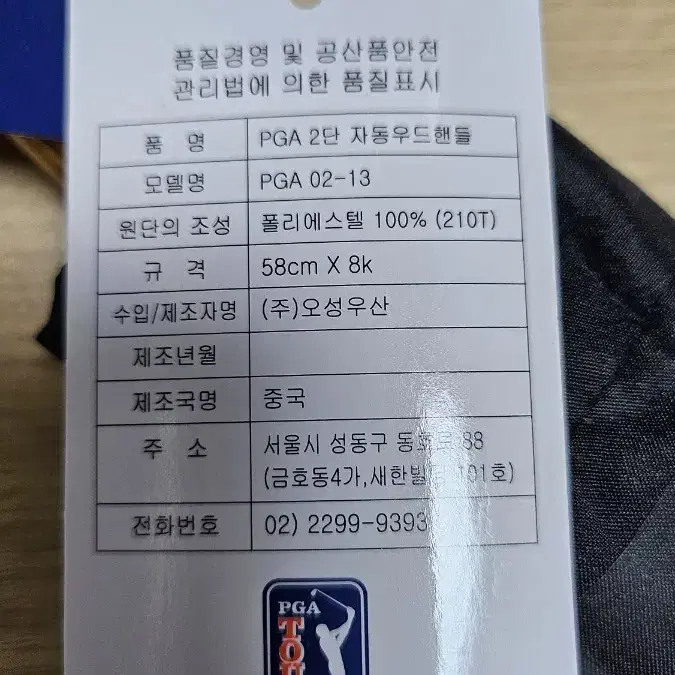 품질경영 및 공산품안전
관리법에 의한 품질표시
품 명 PGA 2단 자동우드핸들
모델명 PGA 02-13
원단의 조성 폴리에스텔 100% (210T)
규 격 58cm X 8k
수입/제조자명 (주)오성우산
제조년월
제조국명 중국
주 소 서울시 성동구 88
(금호동4가,새한빌딩 101호)
전화번호 02) 2299-9393
PGA
TOU